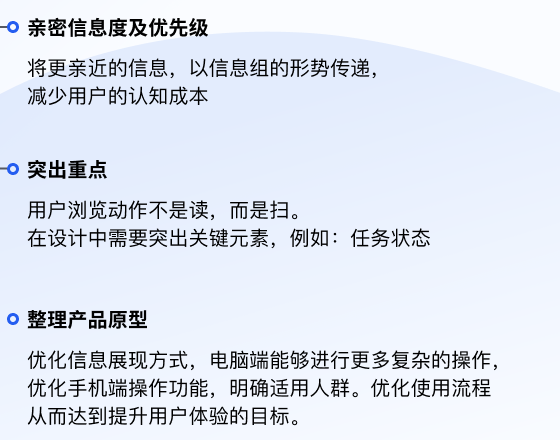 亲密信息度及优先级
将更亲近的信息，以信息组的形势传递，
减少用户的认知成本
突出重点
用户浏览动作不是读，而是扫。
在设计中需要突出关键元素，例如：任务状态
整理产品原型
优化信息展现方式，电脑端能够进行更多复杂的操作，
优化手机端操作功能，明确适用人群。优化使用流程
从而达到提升用户体验的目标。